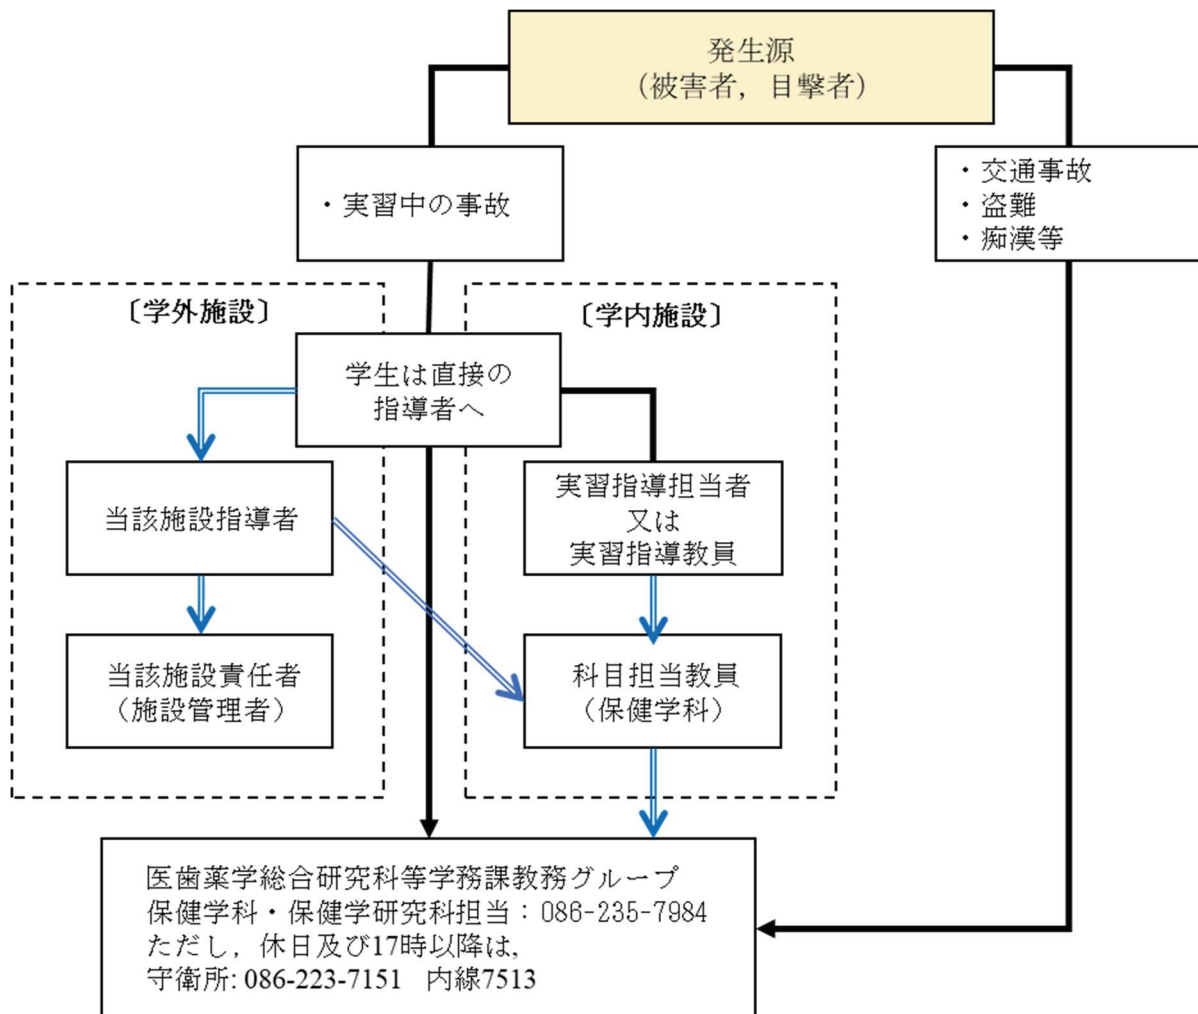 発生源
(被害者，目撃者)
・実習中の事故
・交通事故
・盗難
・痴漢等
〔学外施設〕
〔学内施設〕
学生は直接の
指導者へ
当該施設指導者
実習指導担当者
又は
実習指導教員
当該施設責任者
（施設管理者）
科目担当教員
（保健学科）
医歯薬学総合研究科等学務課教務グループ
保健学科・保健学研究科担当：086-235-7984
ただし，休日及び17時以降は，
守衛所: 086-223-7151 内線7513